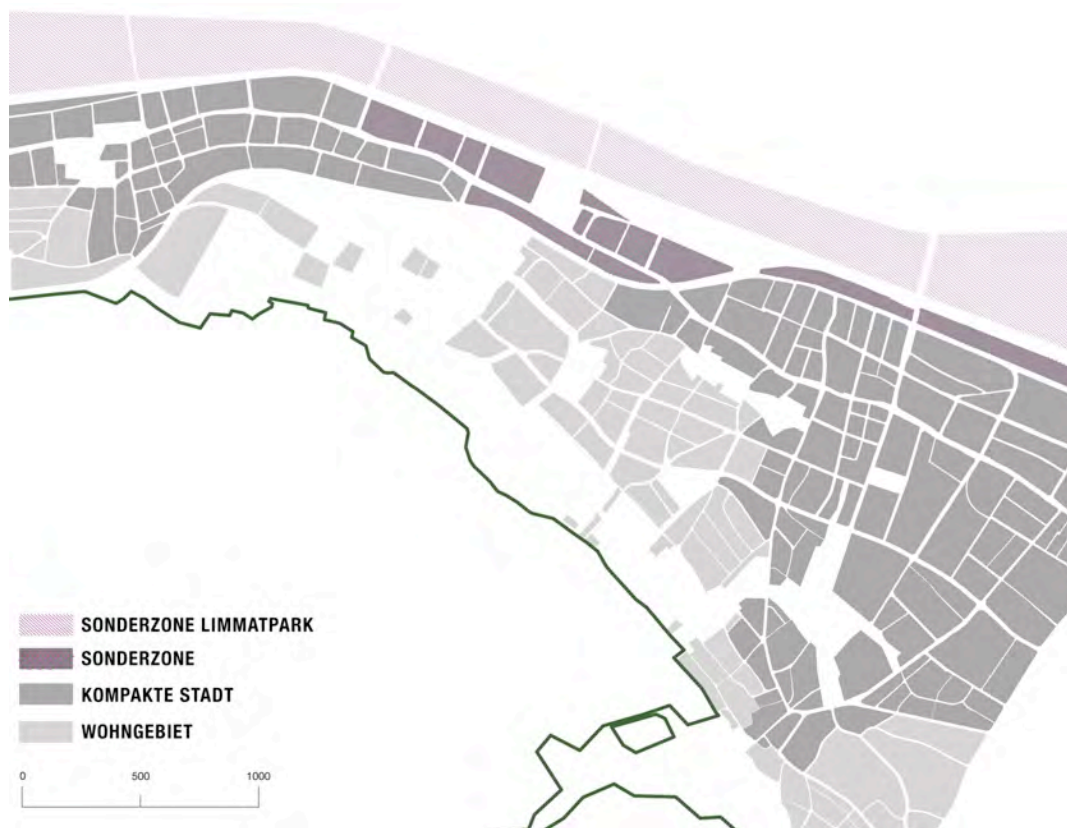 SONDERZONE LIMMATPARK
SONDERZONE
KOMPAKTE STADT
WOHNGEBIET
0 500 1000